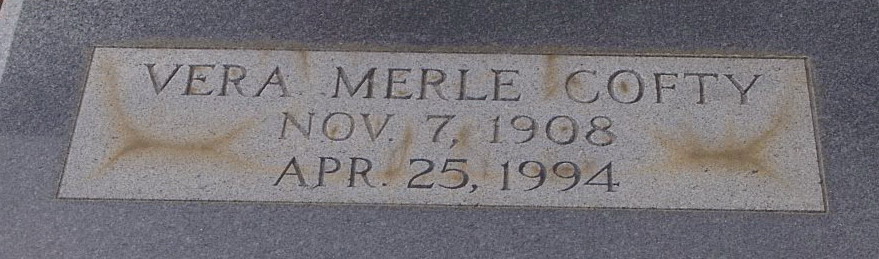 VERA MERLE COFTY
NOV. 7, 1908
APR. 25, 1994